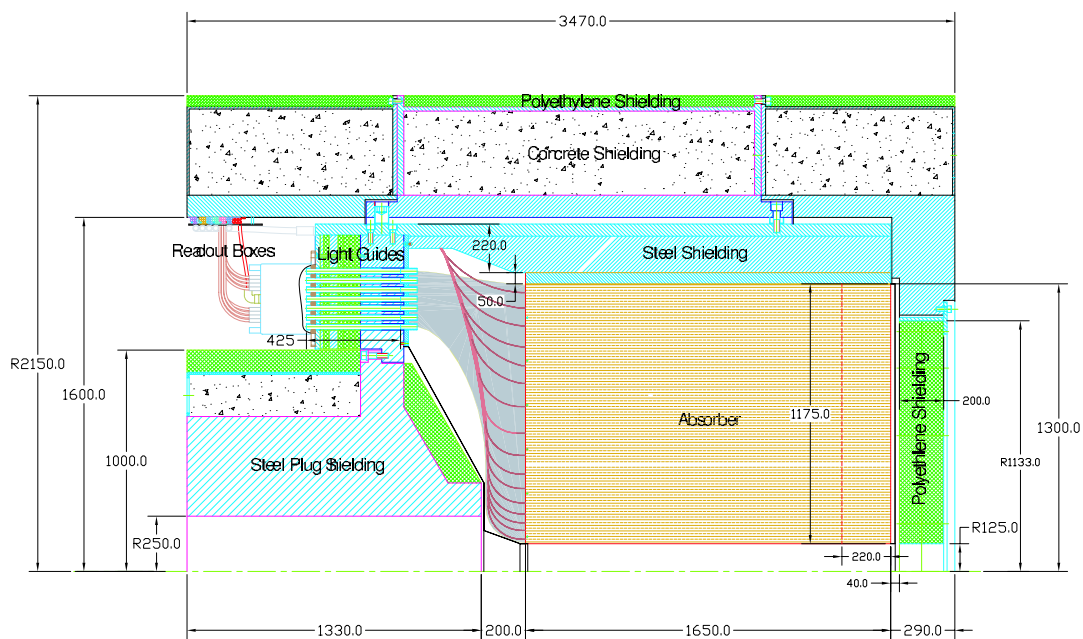 3470.0
Polyethylene Shielding
Concrete Shielding
Readout Boxes
Light Guides
220.0
Steel Shielding
50.0
425
R2150.0
1600.0
1000.0
Absorber
1175.0
Polyethlene Shielding
200.0
1300.0
R1133.0
Steel Plug Shielding
R250.0
R125.0
220.0
40.0
1330.0
200.0
1650.0
290.0